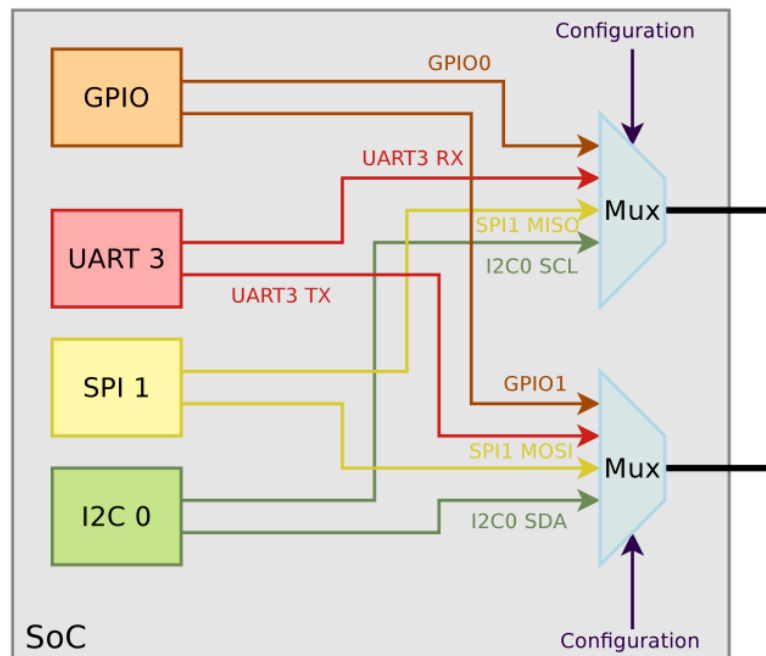 Configuration
GPIO0
GPIO
UART3 RX
Mux
SPI1 MISO
UART 3
I2C0 SCL
UART3 TX
SPI 1
GPIO1
SPI1 MOSI
Mux
I2C 0
I2C0 SDA
SoC
Configuration